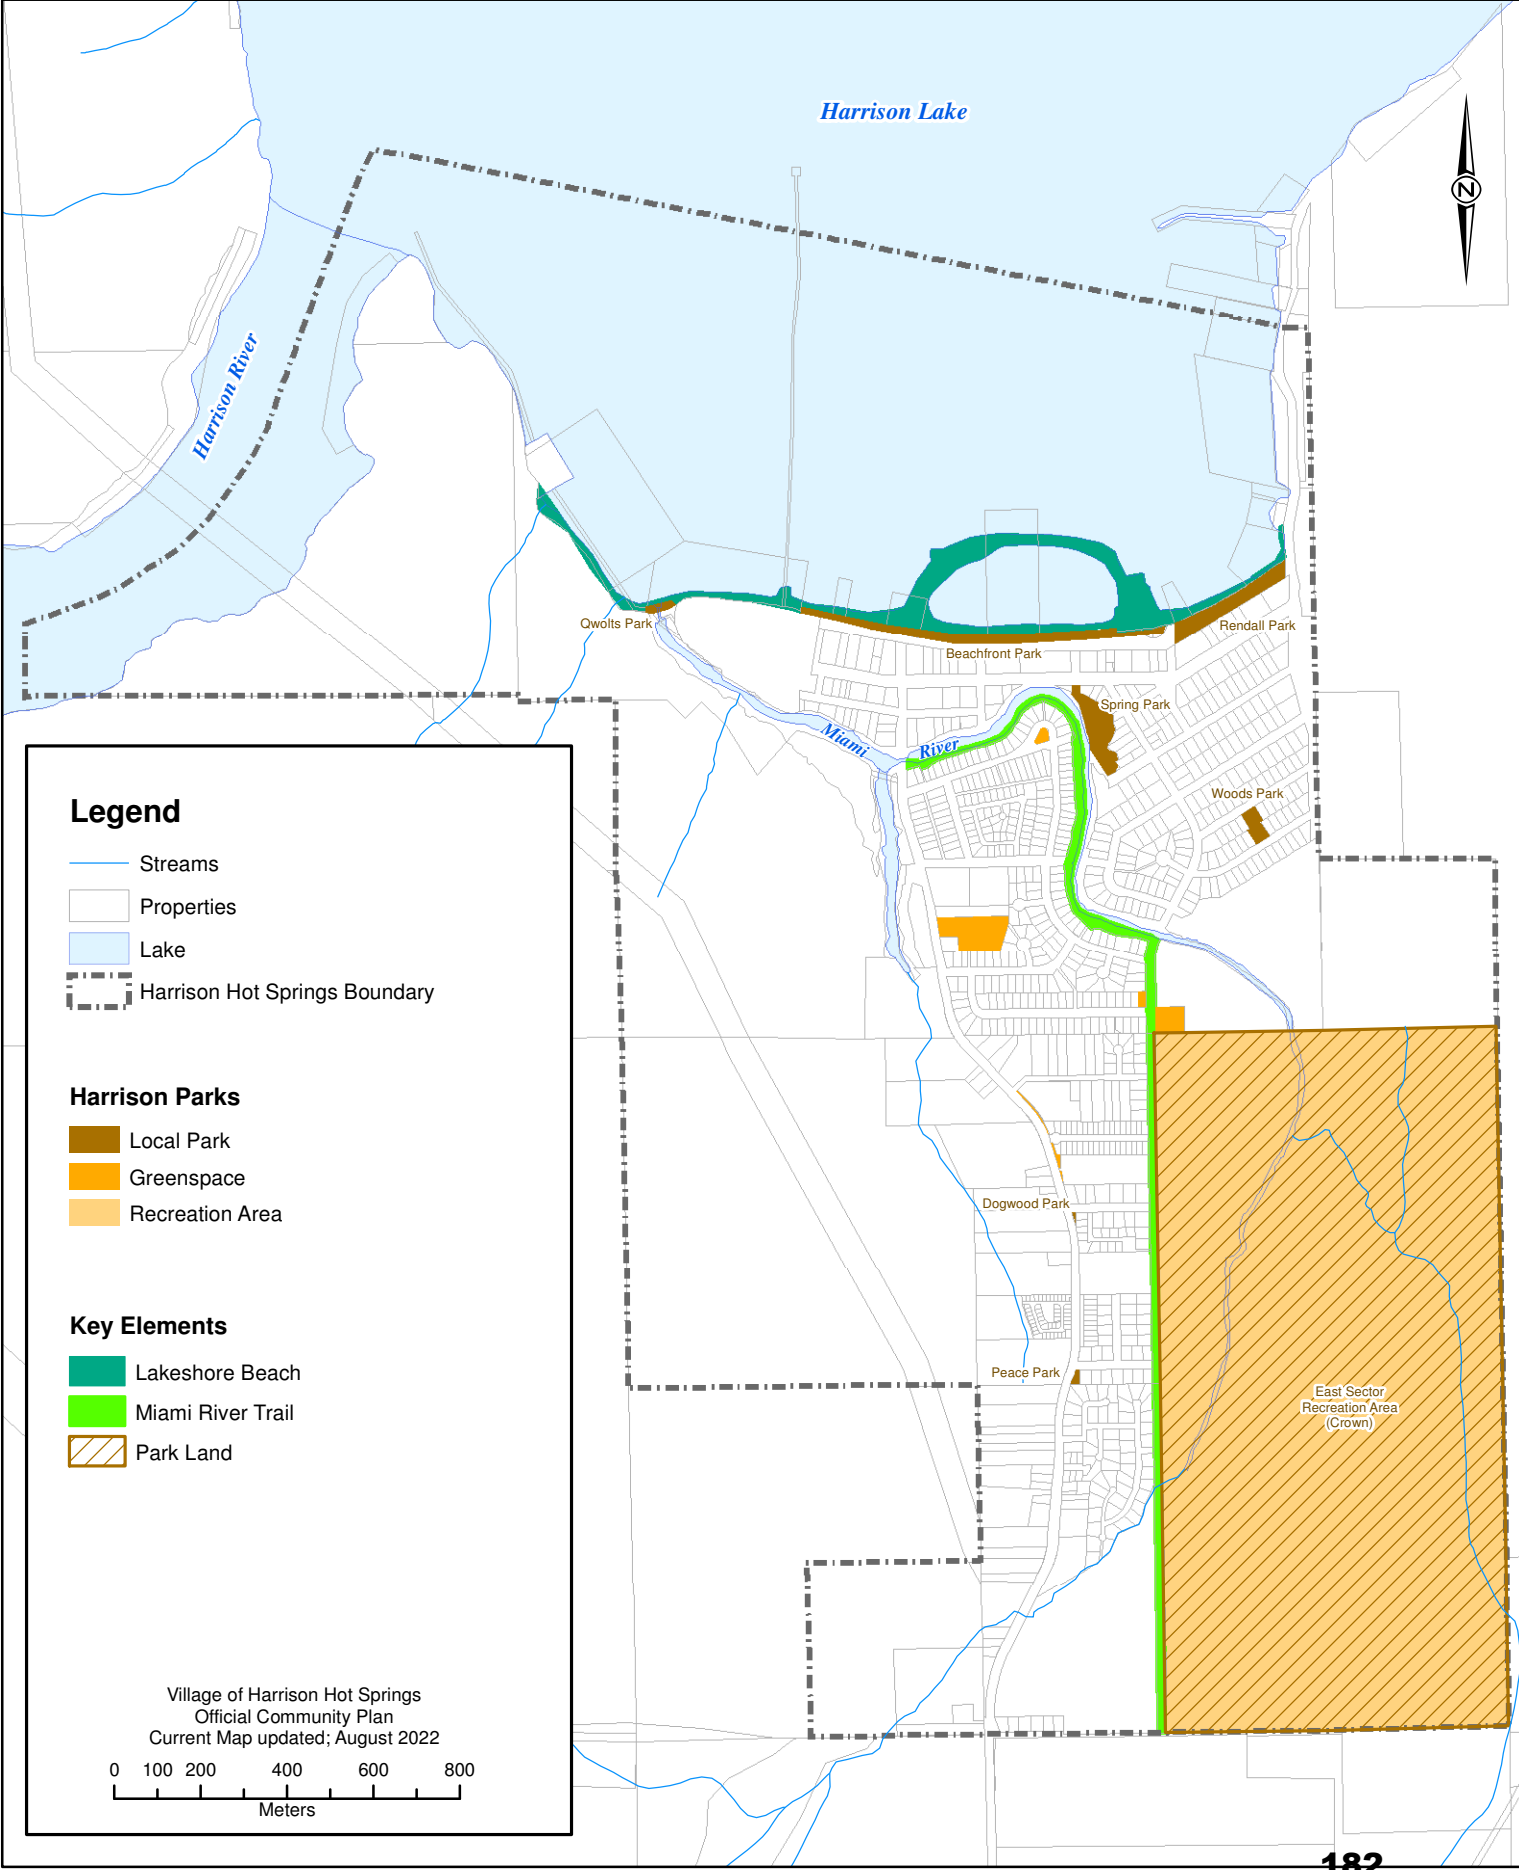 Harrison Lake
N
Harrison River
Qwolts Park
Rendall Park
Beachfront Park
Spring Park
Miami River
Woods Park
Dogwood Park
Peace Park
East Sector
Recreation Area
(Crown)
Legend
Streams
Properties
Lake
Harrison Hot Springs Boundary
Harrison Parks
Local Park
Greenspace
Recreation Area
Key Elements
Lakeshore Beach
Miami River Trail
Park Land
Village of Harrison Hot Springs
Official Community Plan
Current Map updated; August 2022
0 100 200 400 600 800
Meters
182